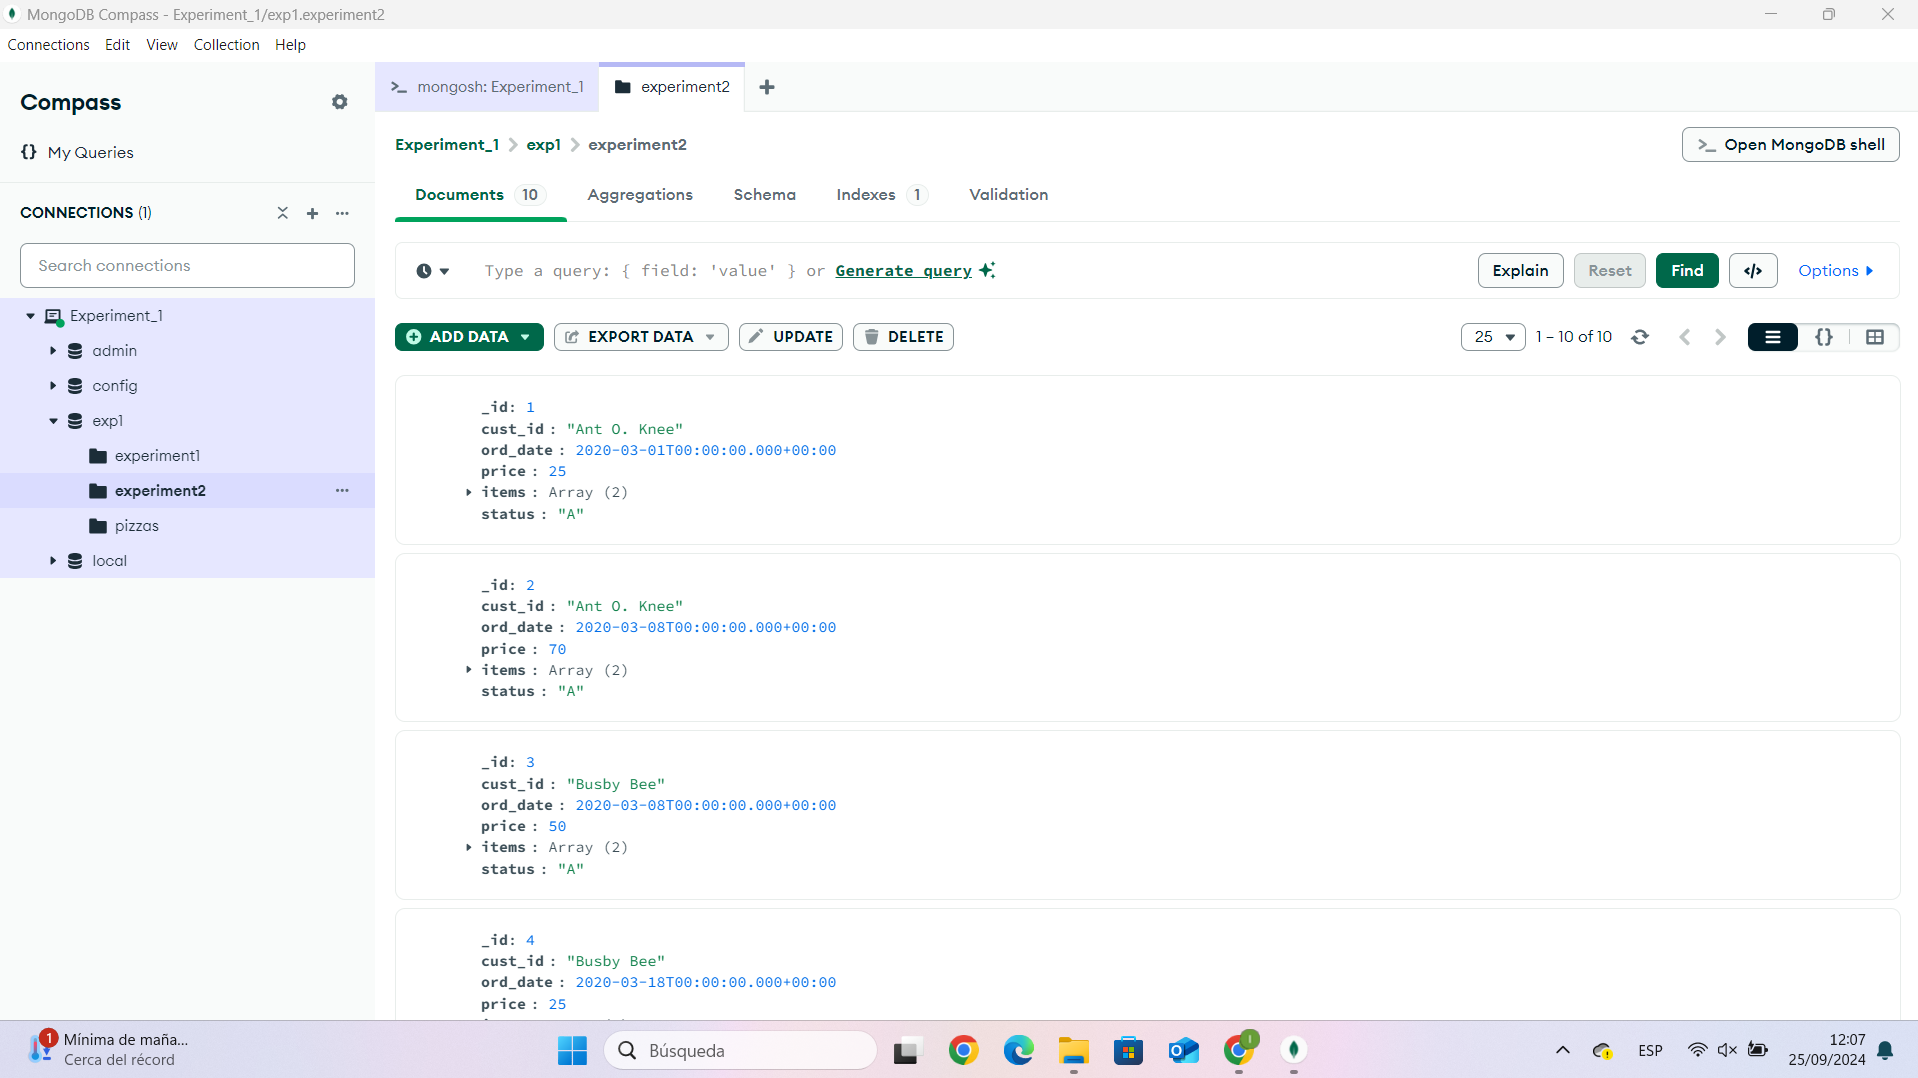 MongoDB Compass - Experiment_1/exp1.experiment2
Connections Edit View Collection Help
Compass
{} My Queries
CONNECTIONS (1)
Search connections
Experiment_1
admin
config
exp1
experiment1
experiment2
pizzas
local
>_ mongosh: Experiment_1
experiment2
Experiment_1 > exp1 > experiment2
>_ Open MongoDB shell
Documents 10 Aggregations Schema Indexes 1 Validation
Type a query: { field: 'value' } or Generate query
Explain Reset Find </> Options
ADD DATA EXPORT DATA UPDATE DELETE
25 1 – 10 of 10 {}
_id: 1
cust_id : "Ant O. Knee"
ord_date : 2020-03-01T00:00:00.000+00:00
price : 25
items : Array (2)
status : "A"
_id: 2
cust_id : "Ant O. Knee"
ord_date : 2020-03-08T00:00:00.000+00:00
price : 70
items : Array (2)
status : "A"
_id: 3
cust_id : "Busby Bee"
ord_date : 2020-03-08T00:00:00.000+00:00
price : 50
items : Array (2)
status : "A"
_id: 4
cust_id : "Busby Bee"
ord_date : 2020-03-18T00:00:00.000+00:00
price : 25
1
Mínima de maña...
Cerca del récord
Búsqueda
ESP
12:07
25/09/2024